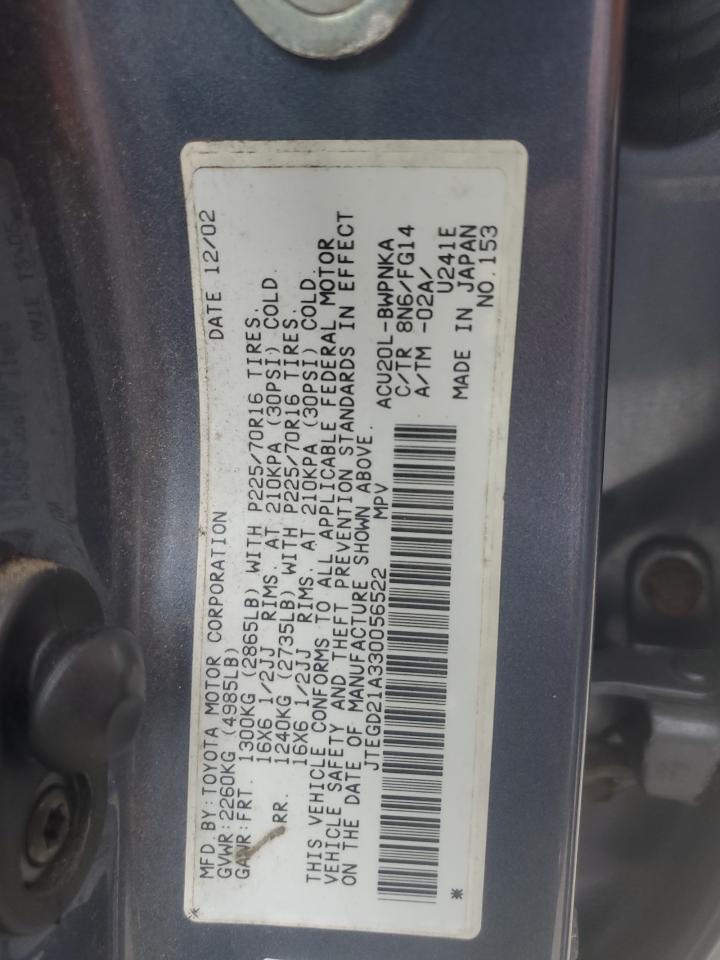 MFD. BY:TOYOTA MOTOR CORPORATION DATE 12/02
GVWR:2260KG (4985LB)
GAWR:FRT. 1300KG (2865LB) WITH P225/70R16 TIRES,
16X6 1/2JJ RIMS, AT 210KPA (30PSI) COLD.
RR. 1240KG (2735LB) WITH P225/70R16 TIRES,
16X6 1/2JJ RIMS, AT 210KPA (30PSI) COLD.
THIS VEHICLE CONFORMS TO ALL APPLICABLE FEDERAL MOTOR
VEHICLE SAFETY AND THEFT PREVENTION STANDARDS IN EFFECT
ON THE DATE OF MANUFACTURE SHOWN ABOVE.
JTEGD21A330056522 MPV
ACU20L-BWPNKA
C/TR 8N6/FG14
A/TM -02A/
U241E
MADE IN JAPAN
NO.153